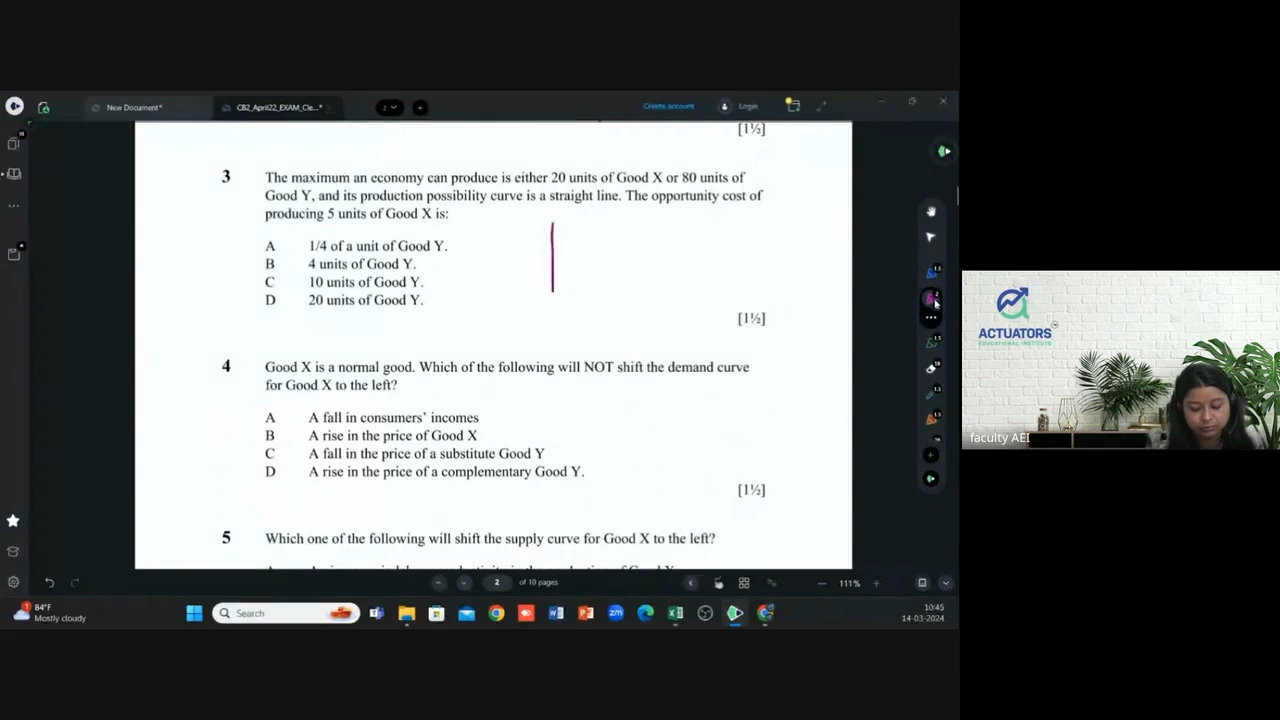 New Document*
CB2_April22_EXAM_Cle...*
Create account
Login
[1½]
3 The maximum an economy can produce is either 20 units of Good X or 80 units of
Good Y, and its production possibility curve is a straight line. The opportunity cost of
producing 5 units of Good X is:
A 1/4 of a unit of Good Y.
B 4 units of Good Y.
C 10 units of Good Y.
D 20 units of Good Y.
[1½]
4 Good X is a normal good. Which of the following will NOT shift the demand curve
for Good X to the left?
A A fall in consumers' incomes
B A rise in the price of Good X
C A fall in the price of a substitute Good Y
D A rise in the price of a complementary Good Y.
[1½]
5 Which one of the following will shift the supply curve for Good X to the left?
2 of 10 pages
111%
84°F
Mostly cloudy
Search
10:45
14-03-2024
ACTUATORS
EDUCATIONAL INSTITUTE
faculty AEI